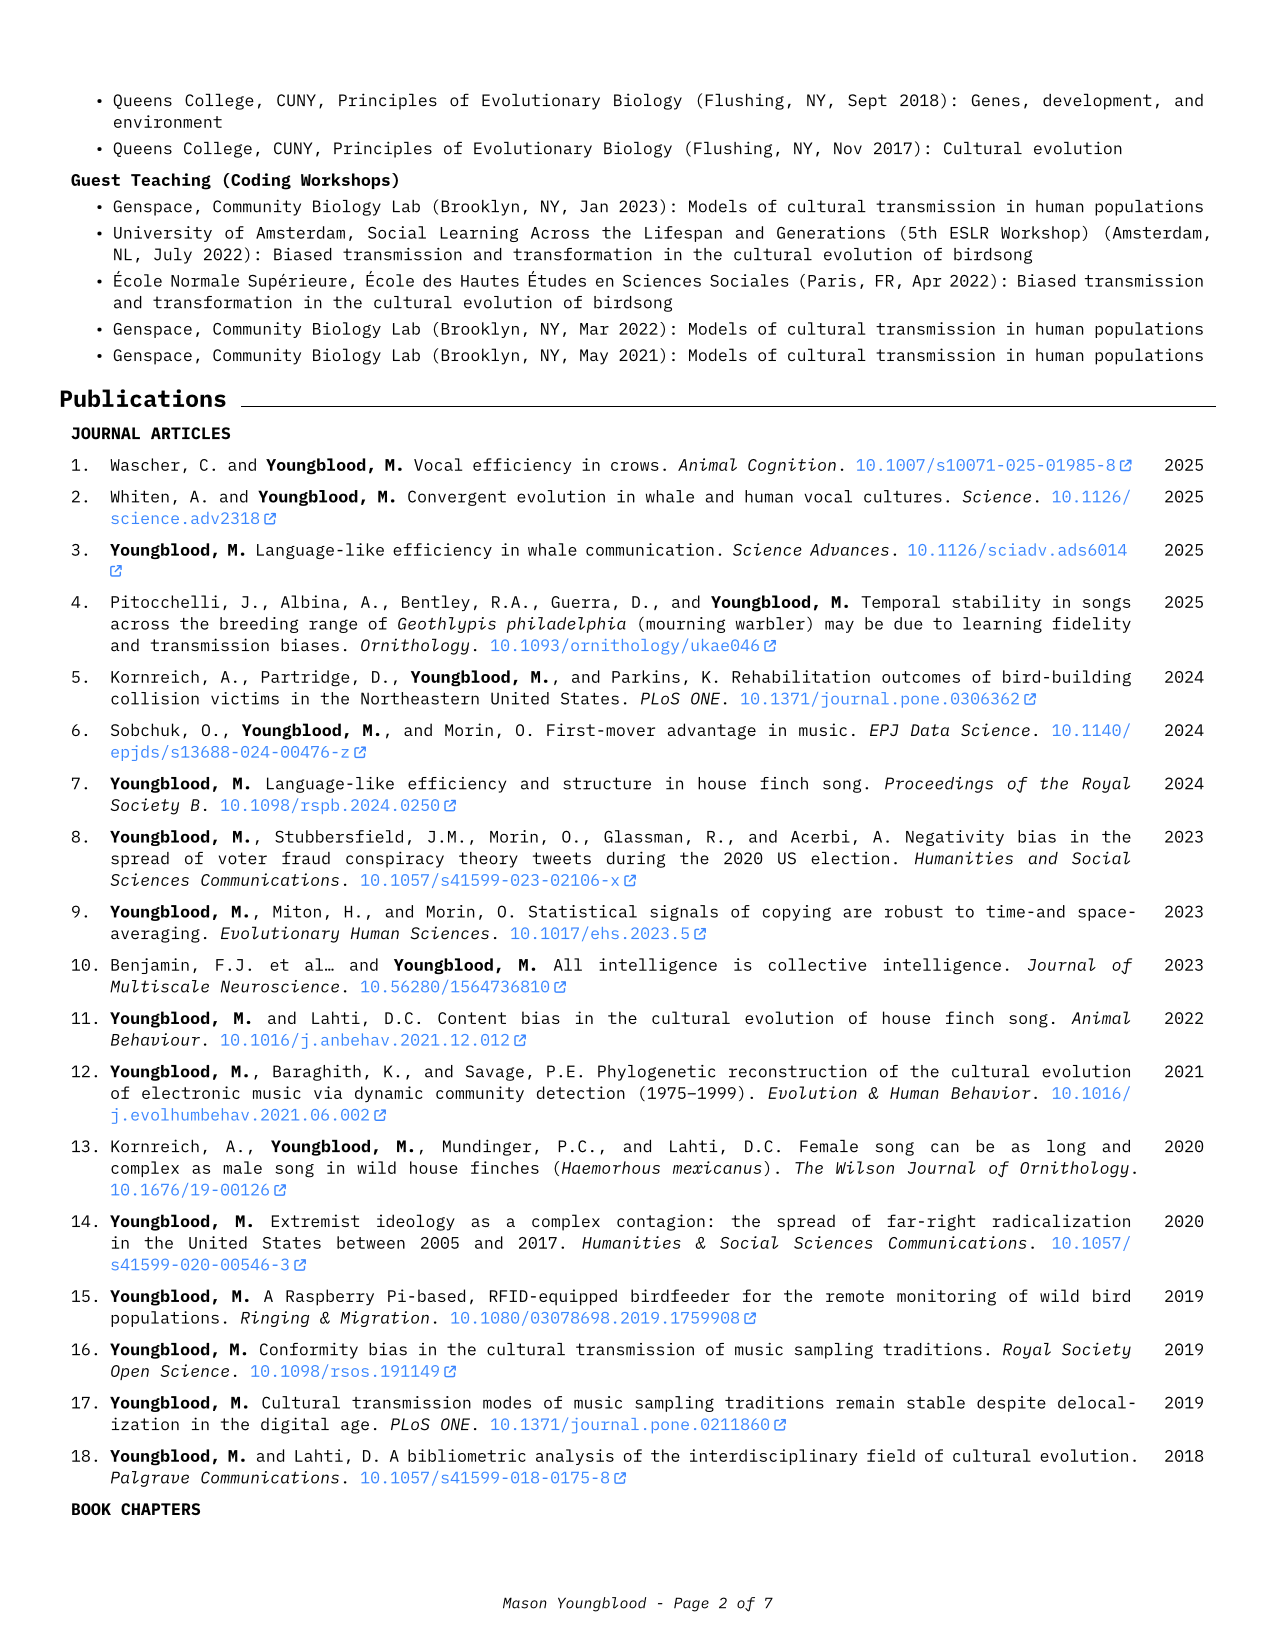 • Queens College, CUNY, Principles of Evolutionary Biology (Flushing, NY, Sept 2018): Genes, development, and
environment
• Queens College, CUNY, Principles of Evolutionary Biology (Flushing, NY, Nov 2017): Cultural evolution
Guest Teaching (Coding Workshops)
• Genspace, Community Biology Lab (Brooklyn, NY, Jan 2023): Models of cultural transmission in human populations
• University of Amsterdam, Social Learning Across the Lifespan and Generations (5th ESLR Workshop) (Amsterdam,
NL, July 2022): Biased transmission and transformation in the cultural evolution of birdsong
• École Normale Supérieure, École des Hautes Études en Sciences Sociales (Paris, FR, Apr 2022): Biased transmission
and transformation in the cultural evolution of birdsong
• Genspace, Community Biology Lab (Brooklyn, NY, Mar 2022): Models of cultural transmission in human populations
• Genspace, Community Biology Lab (Brooklyn, NY, May 2021): Models of cultural transmission in human populations
Publications
JOURNAL ARTICLES
1. Wascher, C. and Youngblood, M. Vocal efficiency in crows. Animal Cognition. 10.1007/s10071-025-01985-8 2025
2. Whiten, A. and Youngblood, M. Convergent evolution in whale and human vocal cultures. Science. 10.1126/ 2025
science.adv2318
3. Youngblood, M. Language-like efficiency in whale communication. Science Advances. 10.1126/sciadv.ads6014 2025
4. Pitocchelli, J., Albina, A., Bentley, R.A., Guerra, D., and Youngblood, M. Temporal stability in songs 2025
across the breeding range of Geothlypis philadelphia (mourning warbler) may be due to learning fidelity
and transmission biases. Ornithology. 10.1093/ornithology/ukae046
5. Kornreich, A., Partridge, D., Youngblood, M., and Parkins, K. Rehabilitation outcomes of bird-building 2024
collision victims in the Northeastern United States. PLoS ONE. 10.1371/journal.pone.0306362
6. Sobchuk, O., Youngblood, M., and Morin, O. First-mover advantage in music. EPJ Data Science. 10.1140/ 2024
epjds/s13688-024-00476-z
7. Youngblood, M. Language-like efficiency and structure in house finch song. Proceedings of the Royal 2024
Society B. 10.1098/rspb.2024.0250
8. Youngblood, M., Stubbersfield, J.M., Morin, O., Glassman, R., and Acerbi, A. Negativity bias in the 2023
spread of voter fraud conspiracy theory tweets during the 2020 US election. Humanities and Social
Sciences Communications. 10.1057/s41599-023-02106-x
9. Youngblood, M., Miton, H., and Morin, O. Statistical signals of copying are robust to time-and space- 2023
averaging. Evolutionary Human Sciences. 10.1017/ehs.2023.5
10. Benjamin, F.J. et al… and Youngblood, M. All intelligence is collective intelligence. Journal of 2023
Multiscale Neuroscience. 10.56280/1564736810
11. Youngblood, M. and Lahti, D.C. Content bias in the cultural evolution of house finch song. Animal 2022
Behaviour. 10.1016/j.anbehav.2021.12.012
12. Youngblood, M., Baraghith, K., and Savage, P.E. Phylogenetic reconstruction of the cultural evolution 2021
of electronic music via dynamic community detection (1975–1999). Evolution & Human Behavior. 10.1016/
j.evolhumbehav.2021.06.002
13. Kornreich, A., Youngblood, M., Mundinger, P.C., and Lahti, D.C. Female song can be as long and 2020
complex as male song in wild house finches (Haemorhous mexicanus). The Wilson Journal of Ornithology.
10.1676/19-00126
14. Youngblood, M. Extremist ideology as a complex contagion: the spread of far-right radicalization 2020
in the United States between 2005 and 2017. Humanities & Social Sciences Communications. 10.1057/
s41599-020-00546-3
15. Youngblood, M. A Raspberry Pi-based, RFID-equipped birdfeeder for the remote monitoring of wild bird 2019
populations. Ringing & Migration. 10.1080/03078698.2019.1759908
16. Youngblood, M. Conformity bias in the cultural transmission of music sampling traditions. Royal Society 2019
Open Science. 10.1098/rsos.191149
17. Youngblood, M. Cultural transmission modes of music sampling traditions remain stable despite delocal- 2019
ization in the digital age. PLoS ONE. 10.1371/journal.pone.0211860
18. Youngblood, M. and Lahti, D. A bibliometric analysis of the interdisciplinary field of cultural evolution. 2018
Palgrave Communications. 10.1057/s41599-018-0175-8
BOOK CHAPTERS
Mason Youngblood - Page 2 of 7